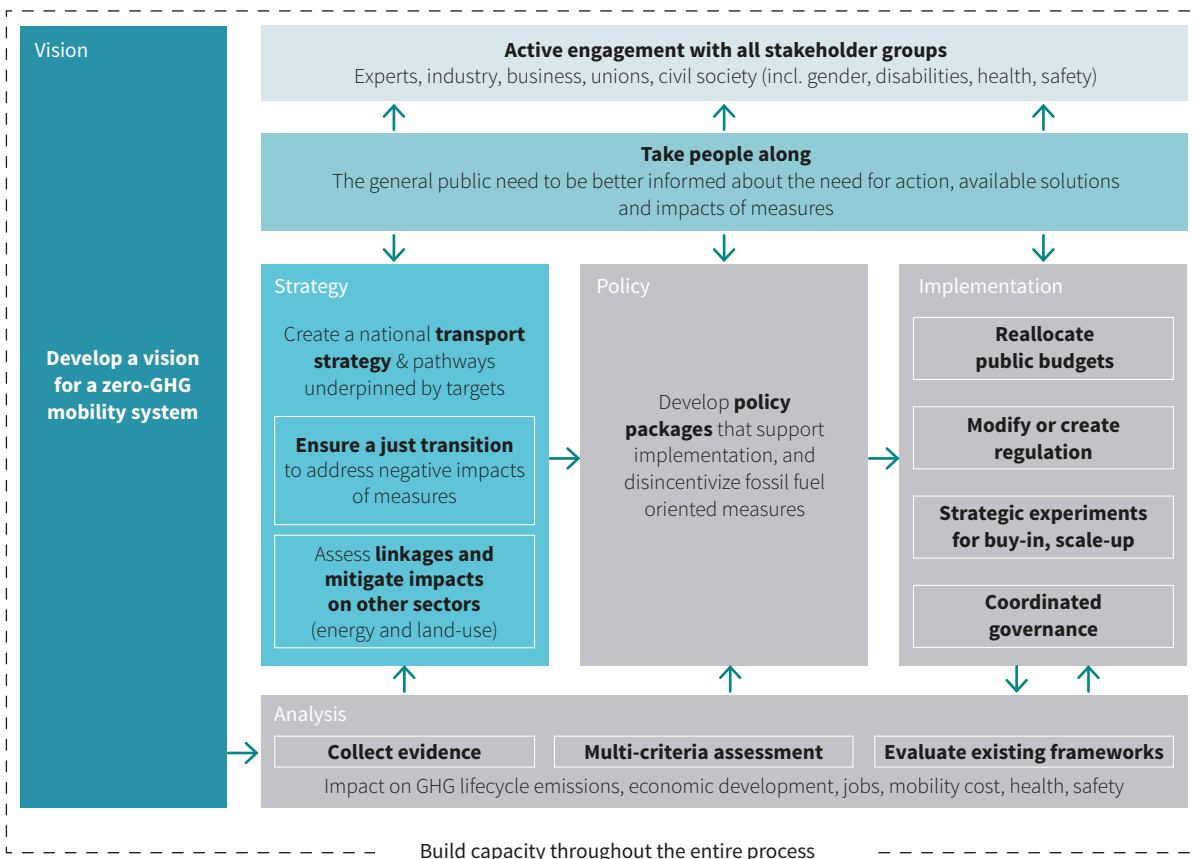 Vision
Develop a vision
for a zero-GHG
mobility system
Active engagement with all stakeholder groups
Experts, industry, business, unions, civil society (incl. gender, disabilities, health, safety)
Take people along
The general public need to be better informed about the need for action, available solutions
and impacts of measures
Strategy
Create a national transport
strategy & pathways
underpinned by targets
Ensure a just transition
to address negative impacts
of measures
Assess linkages and
mitigate impacts
on other sectors
(energy and land-use)
Policy
Develop policy
packages that support
implementation, and
disincentivize fossil fuel
oriented measures
Implementation
Reallocate
public budgets
Modify or create
regulation
Strategic experiments
for buy-in, scale-up
Coordinated
governance
Analysis
Collect evidence
Multi-criteria assessment
Evaluate existing frameworks
Impact on GHG lifecycle emissions, economic development, jobs, mobility cost, health, safety
Build capacity throughout the entire process